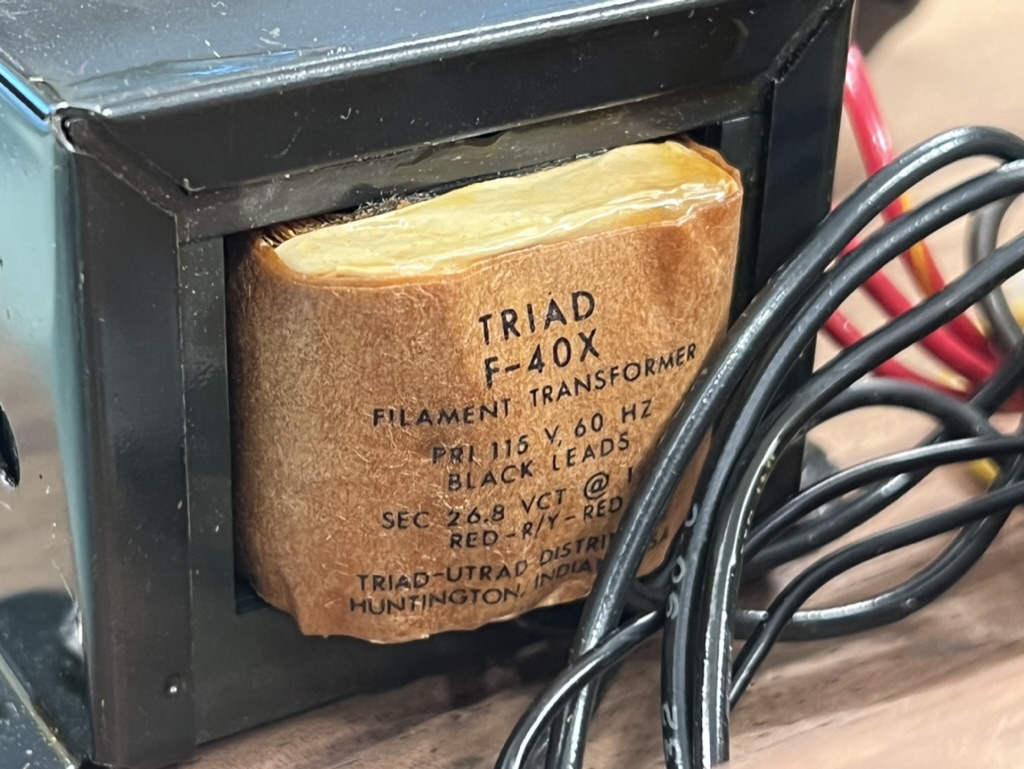 TRIAD
F-40X
FILAMENT TRANSFORMER
PRI. 115 V, 60 HZ
BLACK LEADS
SEC 26.8 VCT @
RED-R/Y-RED
TRIAD-UTRAD
HUNTINGTON,